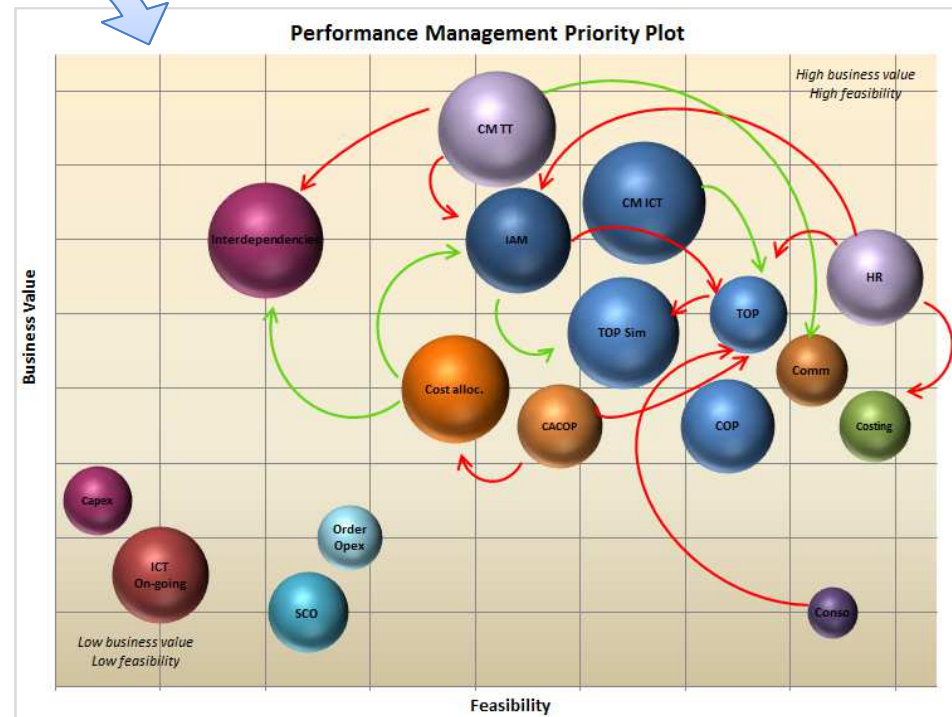 Performance Management Priority Plot
High business value
High feasibility
CM TT
CM ICT
Interdependencies
IAM
HR
TOP
TOP Sim
Comm
Cost alloc.
CACOP
COP
Costing
Capex
Order
Opex
ICT
On-going
SCO
Conso
Low business value
Low feasibility
Business Value
Feasibility